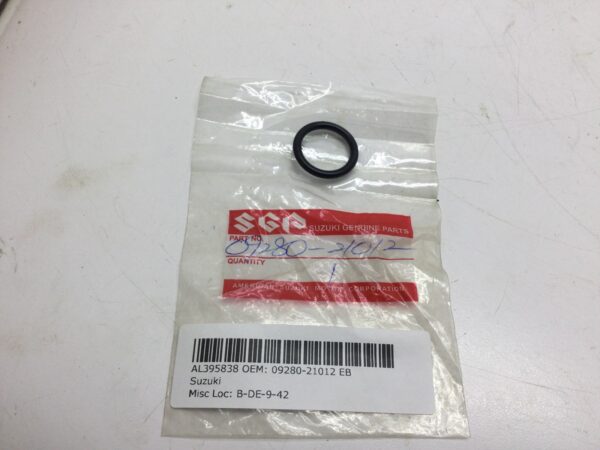 SGP SUZUKI GENUINE PARTS
PART NO. 09280-21012
QUANTITY 1
AMERICAN SUZUKI MOTOR CORPORATION
AL395838 OEM: 09280-21012 EB
Suzuki
Misc Loc: B-DE-9-42